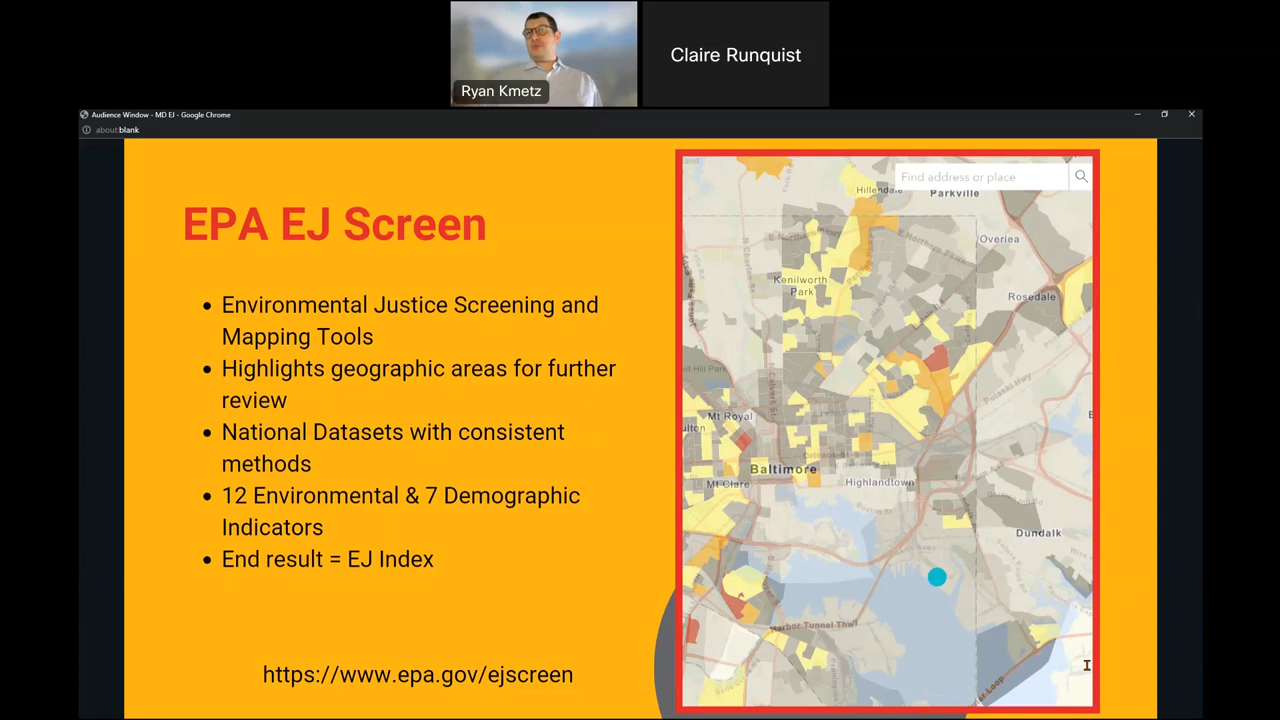 Ryan Kmetz
Claire Runquist
Audience Window - MD EJ - Google Chrome
about:blank
EPA EJ Screen
• Environmental Justice Screening and
Mapping Tools
• Highlights geographic areas for further
review
• National Datasets with consistent
methods
• 12 Environmental & 7 Demographic
Indicators
• End result = EJ Index
https://www.epa.gov/ejscreen
Find address or place
Hillendale
Parkville
Overlea
Kenilworth
Park
Rosedale
Pulaski Hwy
Mt Royal
Baltimore
Mt Clare
Highlandtown
Dundalk
Harbor Tunnel Thwy